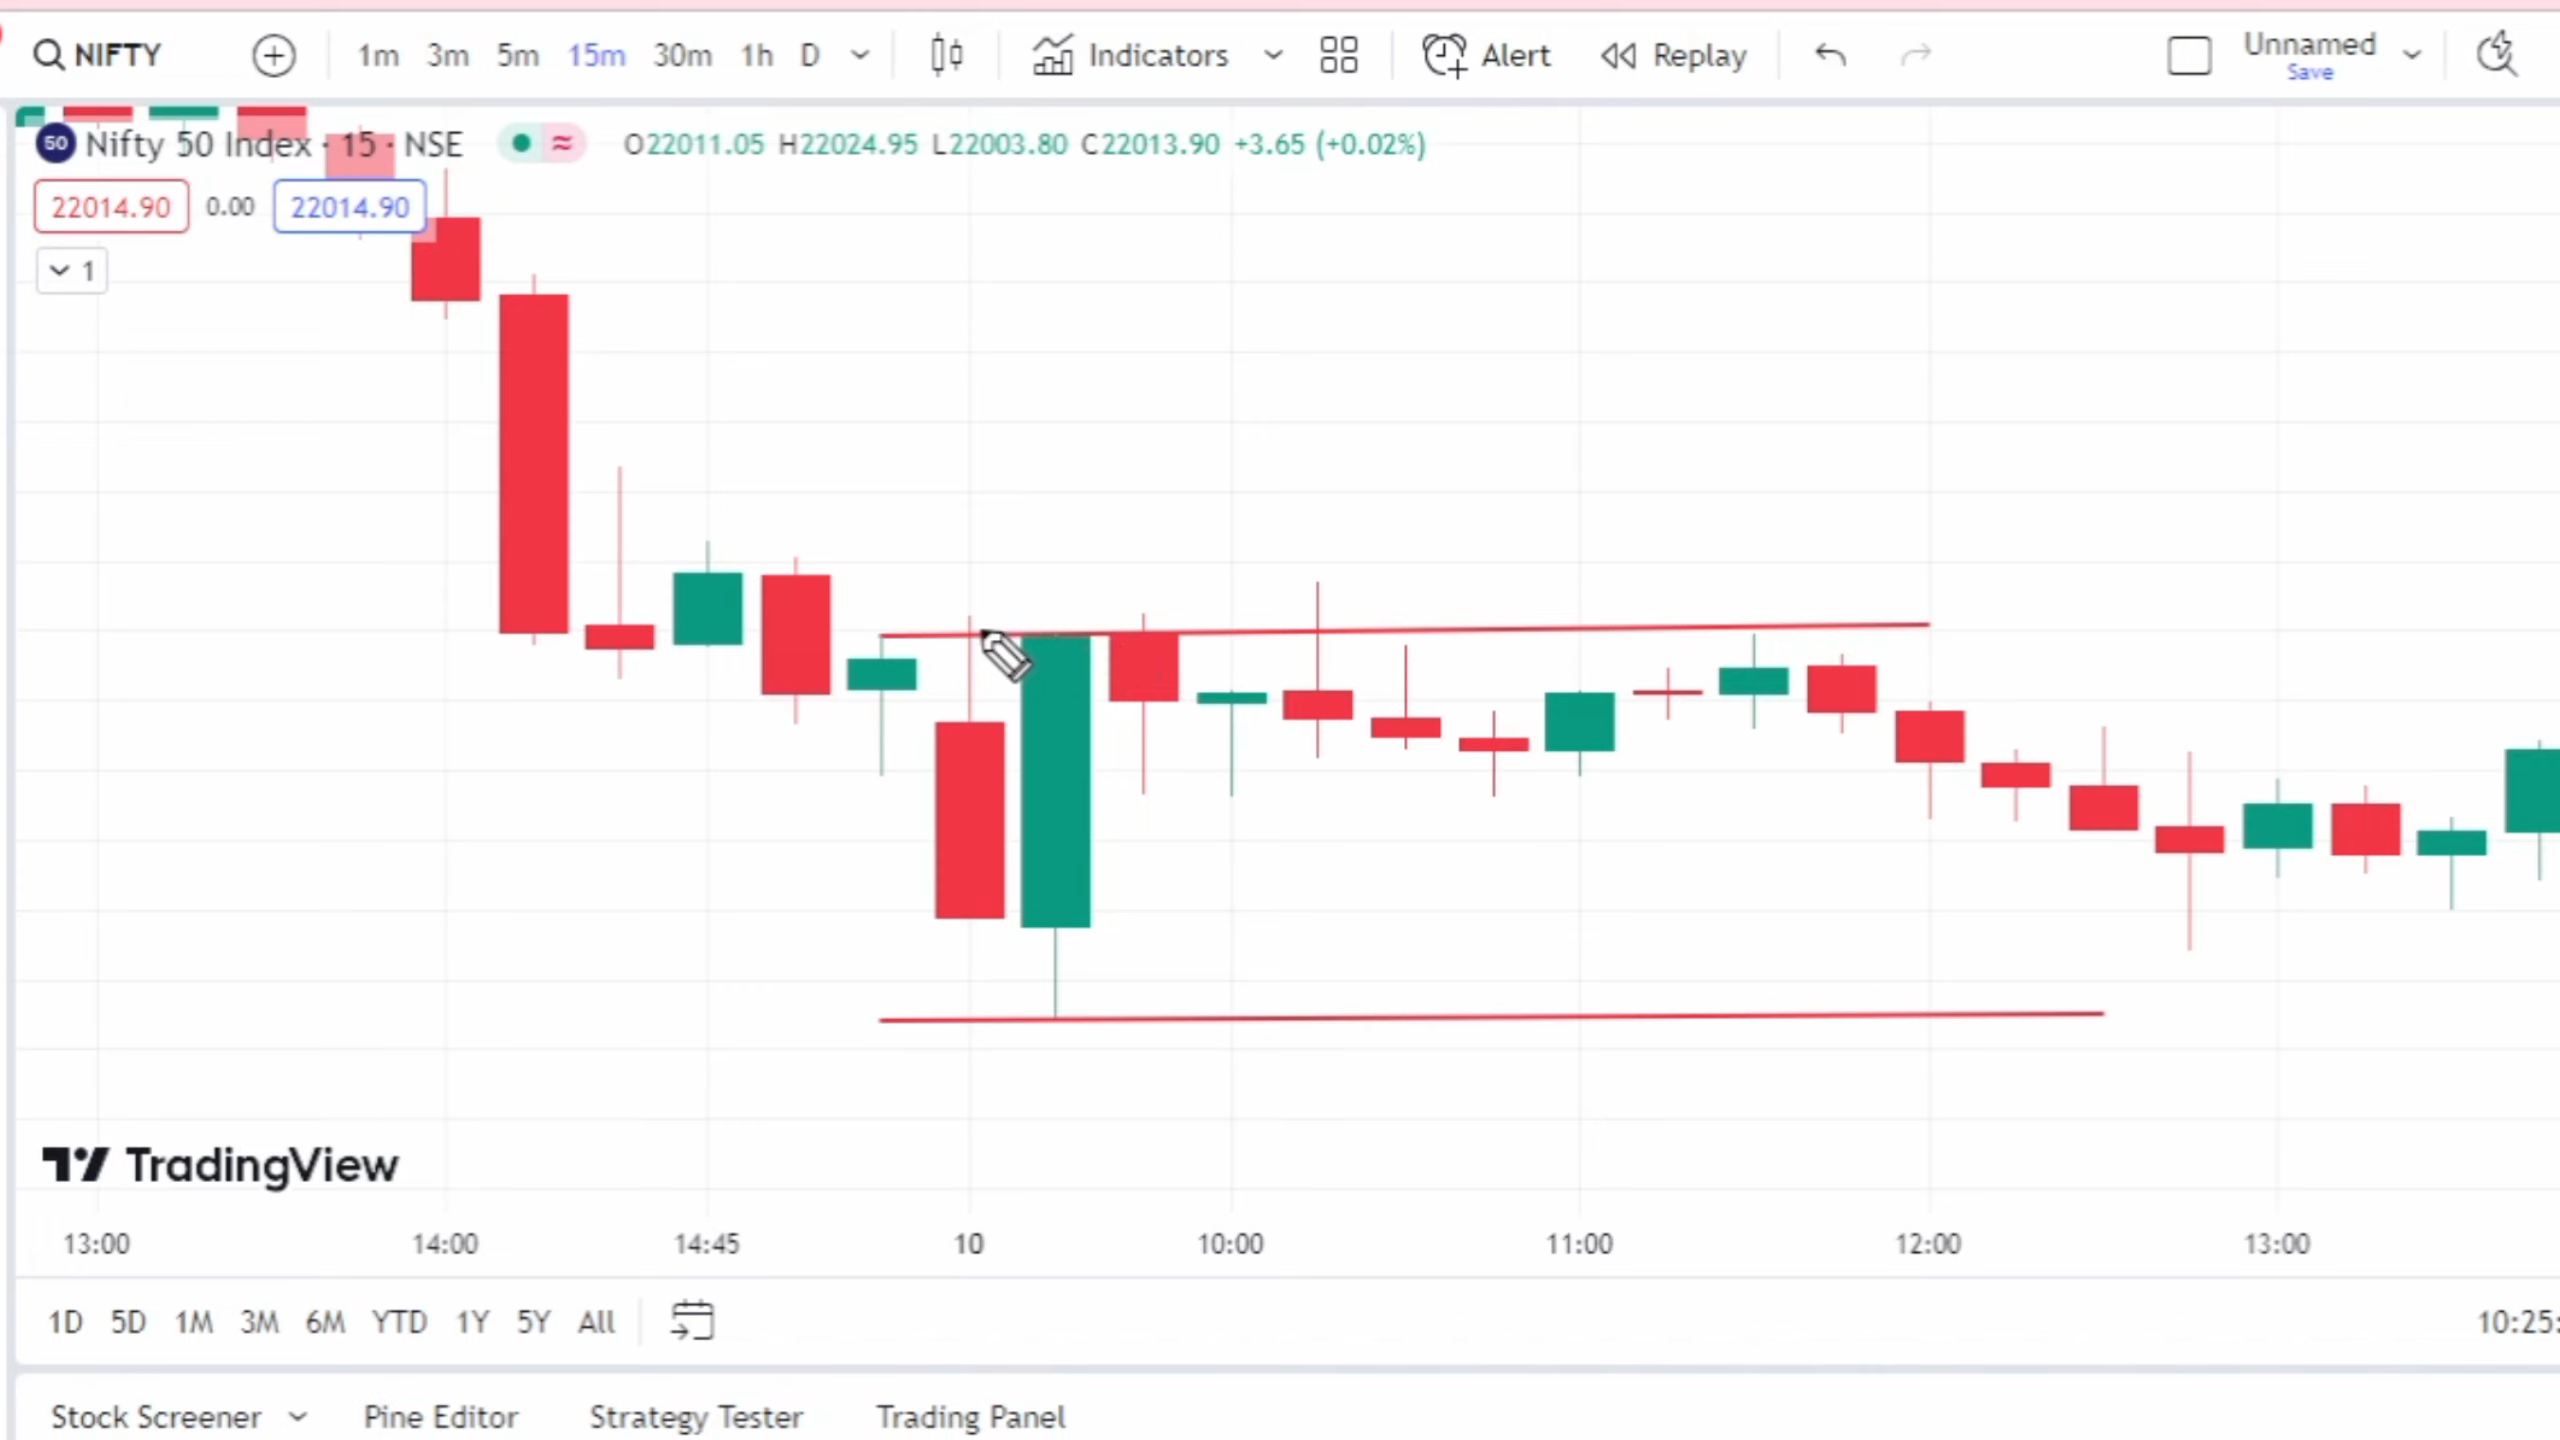 NIFTY 1m 3m 5m 15m 30m 1h D Indicators Alert Replay Unnamed
Save
50 Nifty 50 Index · 15 · NSE O22011.05 H22024.95 L22003.80 C22013.90 +3.65 (+0.02%)
22014.90 0.00 22014.90
1
TradingView
13:00 14:00 14:45 10 10:00 11:00 12:00 13:00
1D 5D 1M 3M 6M YTD 1Y 5Y All 10:25:
Stock Screener Pine Editor Strategy Tester Trading Panel